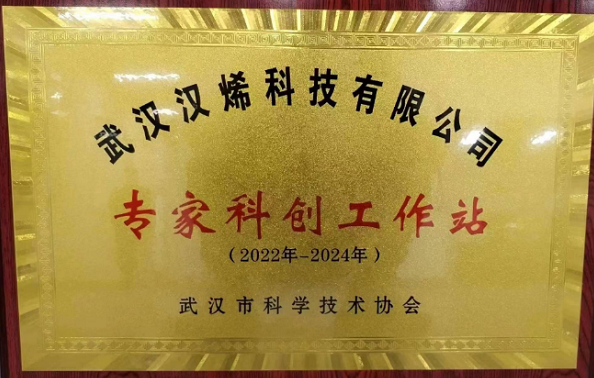 武汉汉烯科技有限公司
专家科创工作站
（2022年-2024年）
武汉市科学技术协会